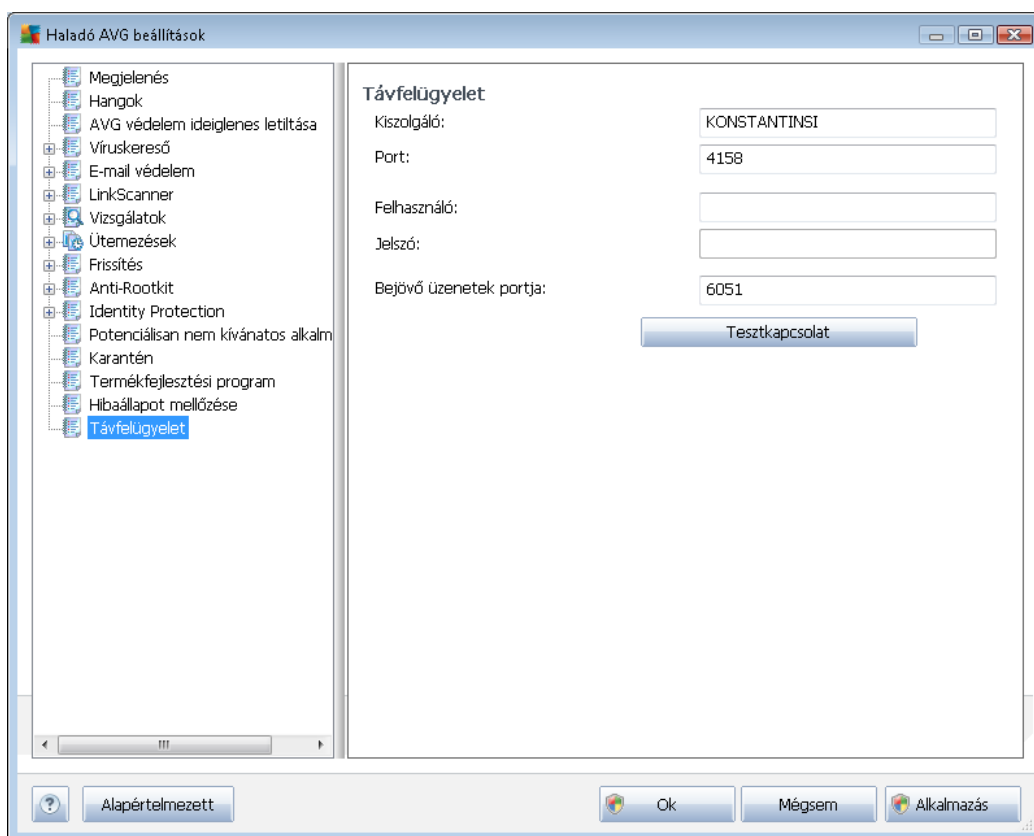 Haladó AVG beállítások
Megjelenés
Hangok
AVG védelem ideiglenes letiltása
Víruskereső
E-mail védelem
LinkScanner
Vizsgálatok
Ütemezések
Frissítés
Anti-Rootkit
Identity Protection
Potenciálisan nem kívánatos alkalm
Karantén
Termékfejlesztési program
Hibaállapot mellőzése
Távfelügyelet
Távfelügyelet
Kiszolgáló: KONSTANTINSI
Port: 4158
Felhasználó:
Jelszó:
Bejövő üzenetek portja: 6051
Tesztkapcsolat
Alapértelmezett
Ok
Mégsem
Alkalmazás